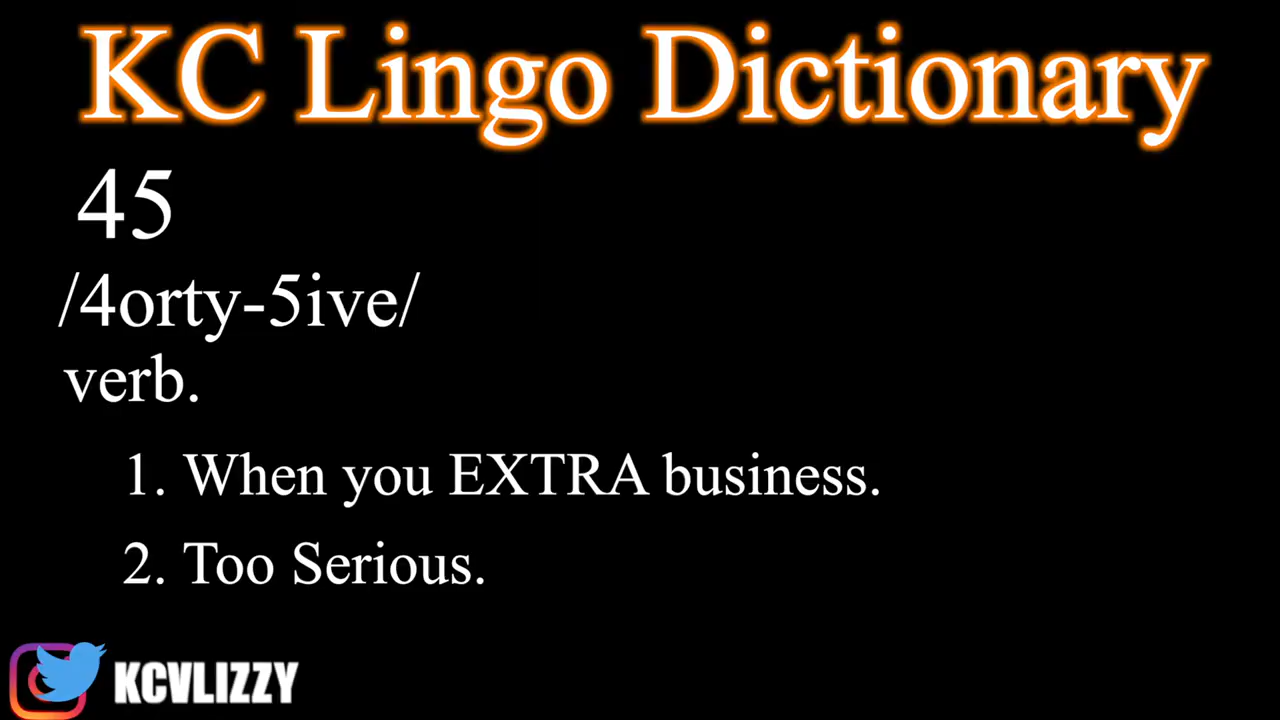 KC Lingo Dictionary
45
/4orty-5ive/
verb.
1. When you EXTRA business.
2. Too Serious.
KCVLIZZY